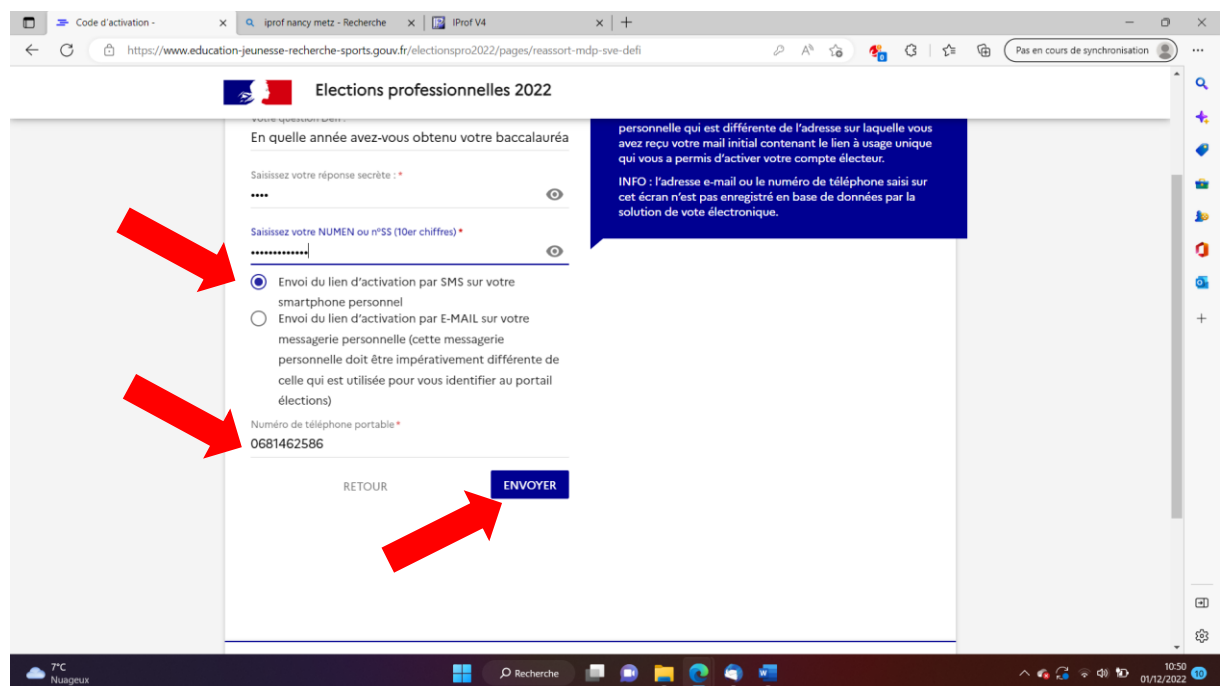 Code d'activation -
iprof nancy metz - Recherche
IProf V4
https://www.education-jeunesse-recherche-sports.gouv.fr/electionspro2022/pages/reassort-mdp-sve-defi
Pas en cours de synchronisation
Elections professionnelles 2022
Votre question Défi :
En quelle année avez-vous obtenu votre baccalauréa
Saisissez votre réponse secrète : *
••••
Saisissez votre NUMEN ou n°SS (10er chiffres) *
•••••••••••••
Envoi du lien d'activation par SMS sur votre
smartphone personnel
Envoi du lien d'activation par E-MAIL sur votre
messagerie personnelle (cette messagerie
personnelle doit être impérativement différente de
celle qui est utilisée pour vous identifier au portail
élections)
Numéro de téléphone portable *
0681462586
RETOUR
ENVOYER
personnelle qui est différente de l'adresse sur laquelle vous
avez reçu votre mail initial contenant le lien à usage unique
qui vous a permis d'activer votre compte électeur.
INFO : l'adresse e-mail ou le numéro de téléphone saisi sur
cet écran n'est pas enregistré en base de données par la
solution de vote électronique.
7°C
Nuageux
Recherche
10:50
01/12/2022
10